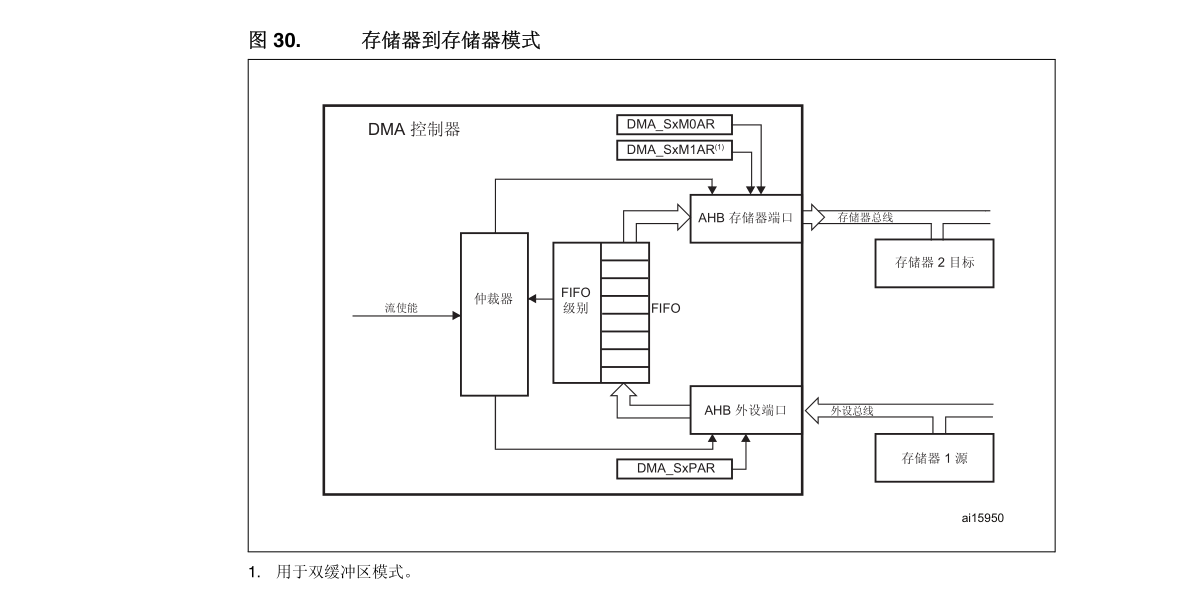 图 30. 存储器到存储器模式
DMA 控制器
DMA_SxM0AR
DMA_SxM1AR(1)
AHB 存储器端口
存储器总线
存储器 2 目标
仲裁器
FIFO
级别
FIFO
流使能
AHB 外设端口
外设总线
存储器 1 源
DMA_SxPAR
ai15950
1. 用于双缓冲区模式。